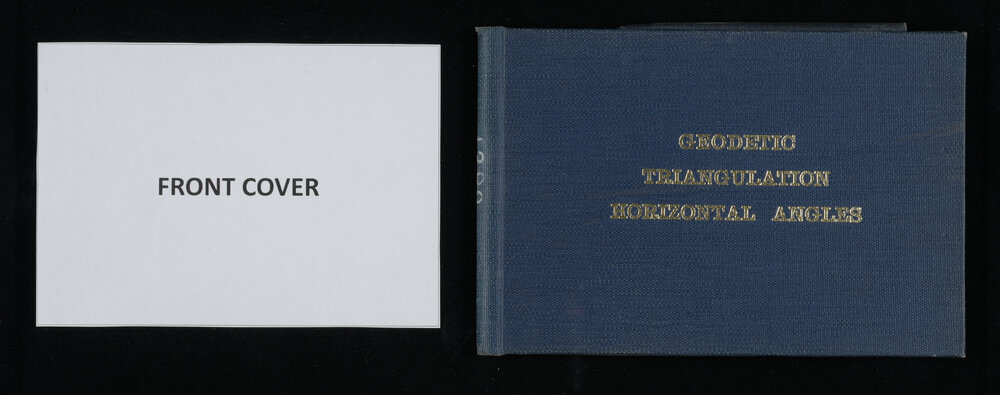 FRONT COVER
GEODETIC
TRIANGULATION
HORIZONTAL ANGLES